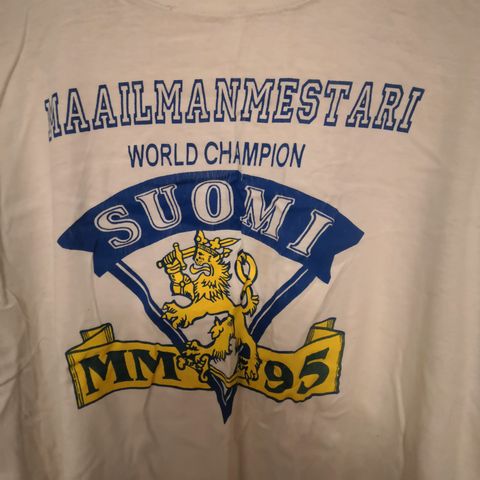 MAAILMANMESTARI
WORLD CHAMPION
SUOMI
MM 95